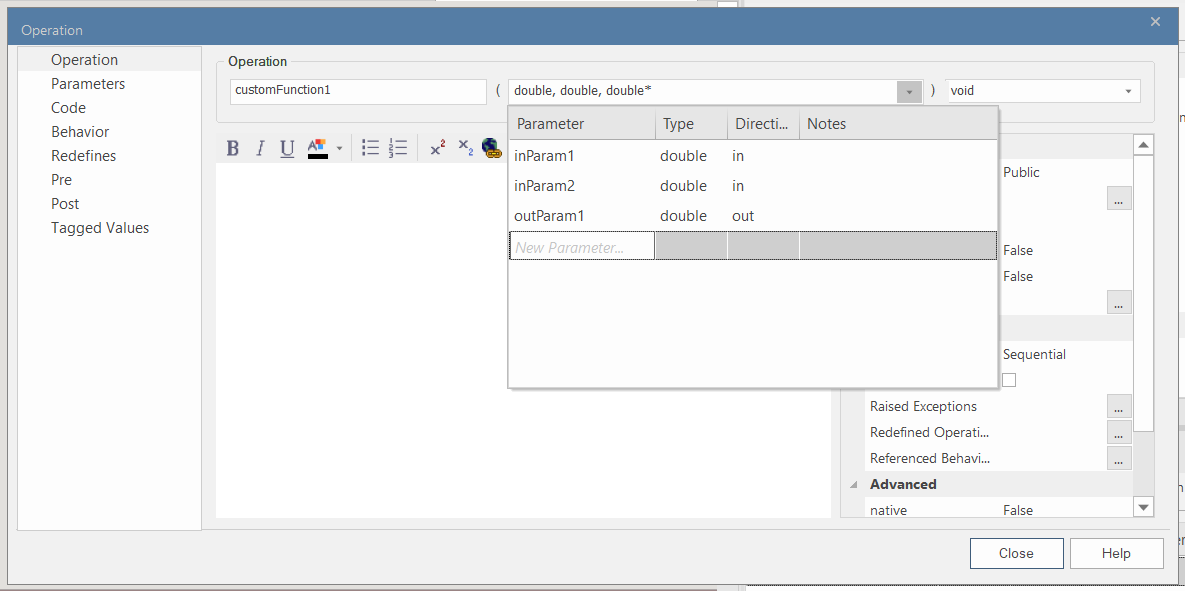 Operation
Operation
Parameters
Code
Behavior
Redefines
Pre
Post
Tagged Values
Operation
customFunction1 ( double, double, double* ) void
Parameter Type Directi... Notes
inParam1 double in
inParam2 double in
outParam1 double out
New Parameter...
B I U A x² x₂
Public
...
False
False
...
Sequential
Raised Exceptions ...
Redefined Operati... ...
Referenced Behavi... ...
Advanced
native False
Close Help